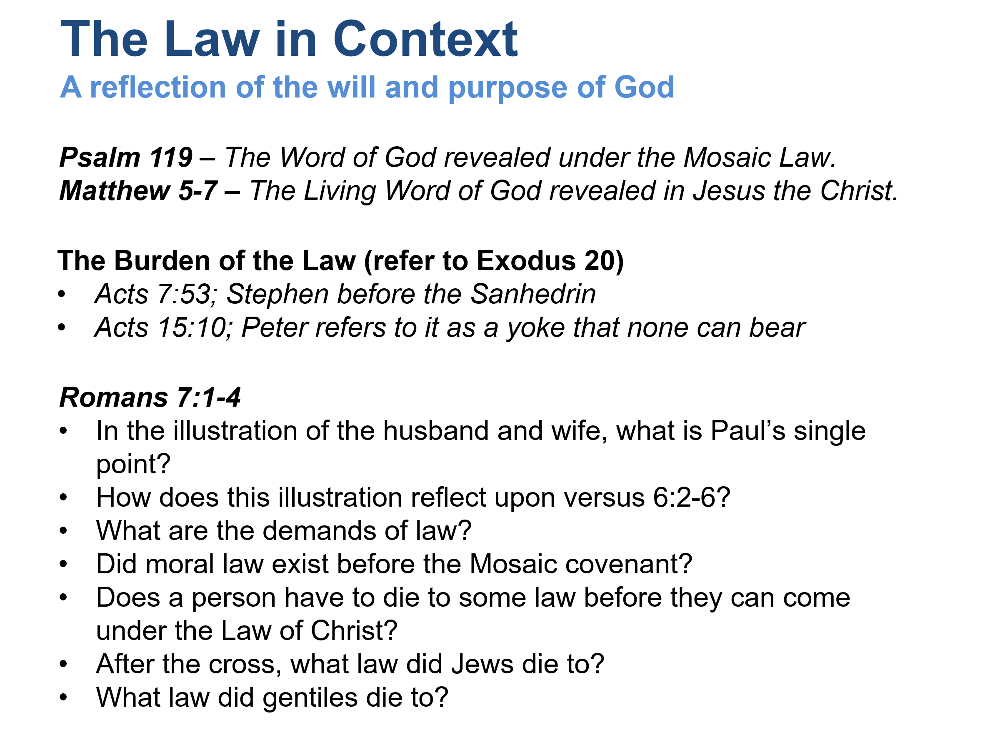 The Law in Context
A reflection of the will and purpose of God
Psalm 119 – The Word of God revealed under the Mosaic Law.
Matthew 5-7 – The Living Word of God revealed in Jesus the Christ.
The Burden of the Law (refer to Exodus 20)
• Acts 7:53; Stephen before the Sanhedrin
• Acts 15:10; Peter refers to it as a yoke that none can bear
Romans 7:1-4
• In the illustration of the husband and wife, what is Paul’s single
point?
• How does this illustration reflect upon versus 6:2-6?
• What are the demands of law?
• Did moral law exist before the Mosaic covenant?
• Does a person have to die to some law before they can come
under the Law of Christ?
• After the cross, what law did Jews die to?
• What law did gentiles die to?